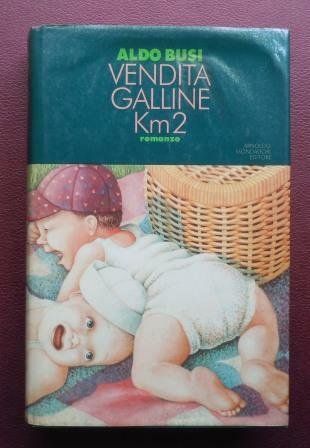 ALDO BUSI
VENDITA
GALLINE
Km2
romanzo
ARNOLDO
MONDADORI
EDITORE